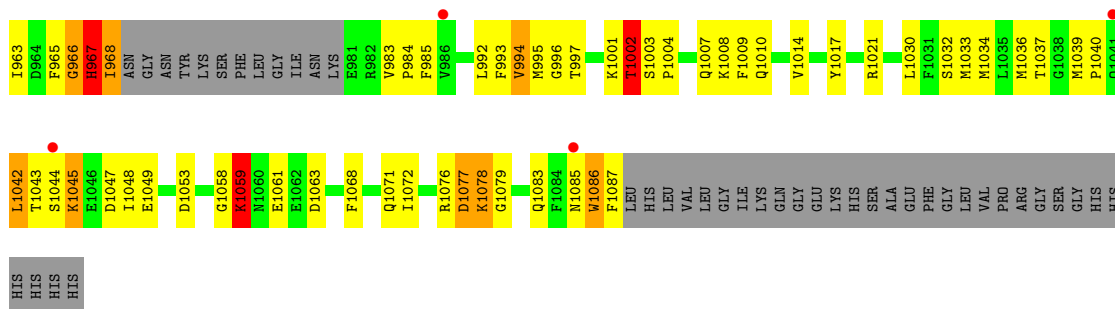 I963 D964 F965 G966 H967 I968 ASN GLY ASN TYR LYS SER PHE LEU GLY ILE ASN LYS E981 R982 V983 P984 F985 V986 L992 F993 V994 M995 G996 T997 K1001 T1002 S1003 P1004 Q1007 K1008 F1009 Q1010 V1014 Y1017 R1021 L1030 F1031 S1032 M1033 M1034 L1035 M1036 T1037 G1038 M1039 P1040 Q1041
L1042 T1043 S1044 K1045 E1046 D1047 I1048 E1049 D1053 G1058 K1059 N1060 E1061 E1062 D1063 F1068 Q1071 I1072 R1076 D1077 K1078 G1079 Q1083 F1084 N1085 W1086 F1087 LEU HIS LEU VAL LEU GLY ILE LYS GLN GLY GLU LYS HIS SER ALA GLU PHE GLY LEU VAL PRO ARG GLY SER GLY HIS HIS
HIS HIS HIS HIS